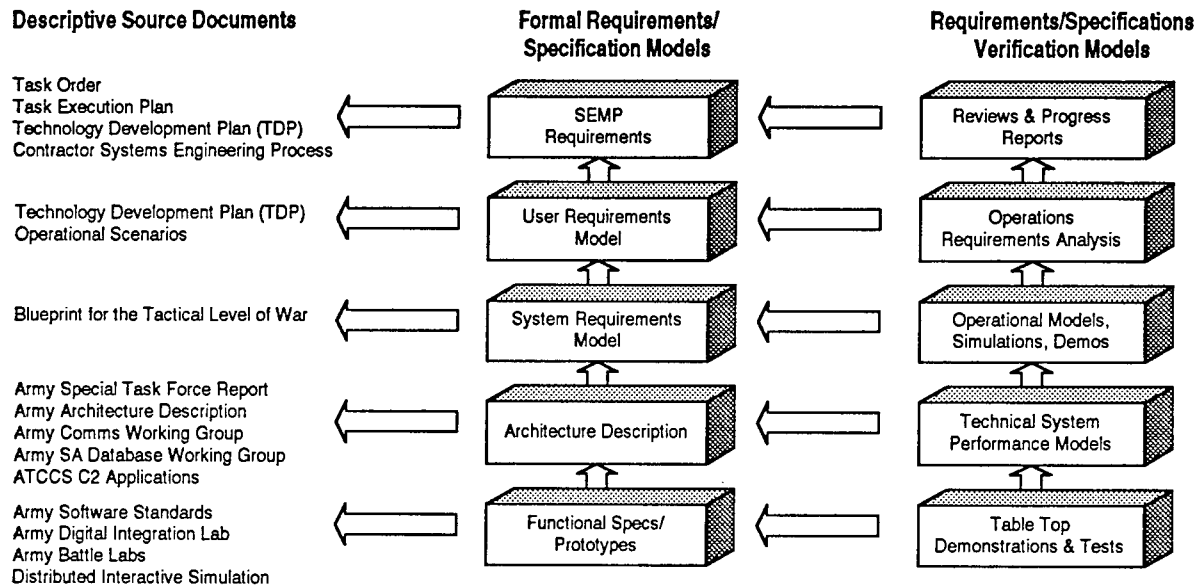 Descriptive Source Documents
Formal Requirements/
Specification Models
Requirements/Specifications
Verification Models
Task Order
Task Execution Plan
Technology Development Plan (TDP)
Contractor Systems Engineering Process
SEMP
Requirements
Reviews & Progress
Reports
Technology Development Plan (TDP)
Operational Scenarios
User Requirements
Model
Operations
Requirements Analysis
Blueprint for the Tactical Level of War
System Requirements
Model
Operational Models,
Simulations, Demos
Army Special Task Force Report
Army Architecture Description
Army Comms Working Group
Army SA Database Working Group
ATCCS C2 Applications
Architecture Description
Technical System
Performance Models
Army Software Standards
Army Digital Integration Lab
Army Battle Labs
Distributed Interactive Simulation
Functional Specs/
Prototypes
Table Top
Demonstrations & Tests